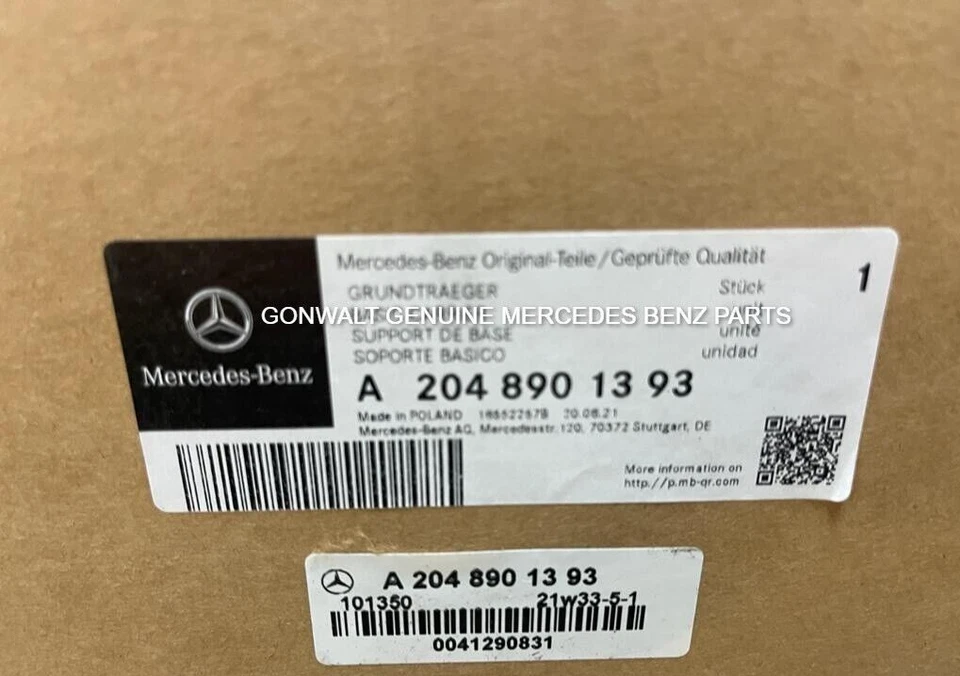 Mercedes-Benz Original-Teile/Geprüfte Qualität
1
GRUNDTRAEGER
Stück
GONWALT GENUINE MERCEDES BENZ PARTS
SUPPORT DE BASE
unité
SOPORTE BASICO
unidad
Mercedes-Benz
A 204 890 13 93
Made in POLAND 20.08.21
Mercedes-Benz AG, Mercedesstr.120, 70372 Stuttgart, DE
More information on
http://p.mb-qr.com
A 204 890 13 93
101350 21w33-5-1
0041290831